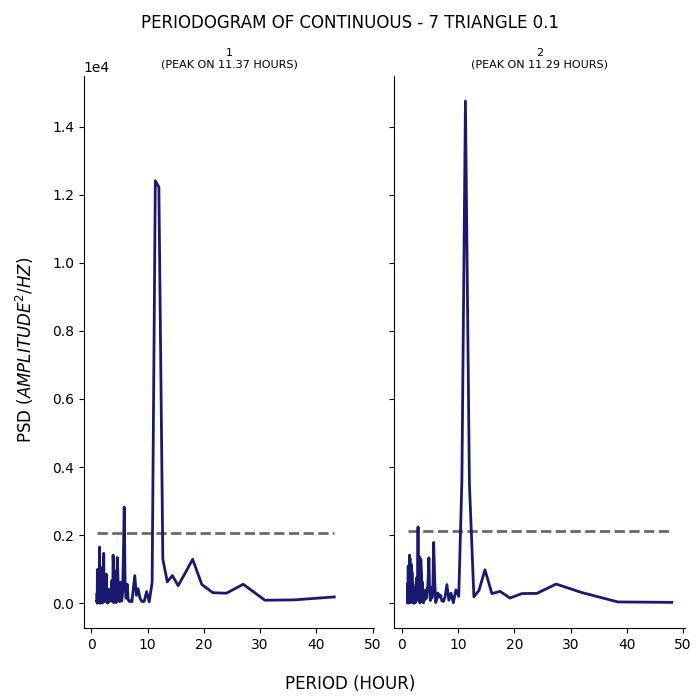 PERIODOGRAM OF CONTINUOUS - 7 TRIANGLE 0.1
1
(PEAK ON 11.37 HOURS)
2
(PEAK ON 11.29 HOURS)
1e4
1.4
1.2
1.0
0.8
0.6
0.4
0.2
0.0
PSD (AMPLITUDE²/HZ)
0 10 20 30 40 50
0 10 20 30 40 50
PERIOD (HOUR)